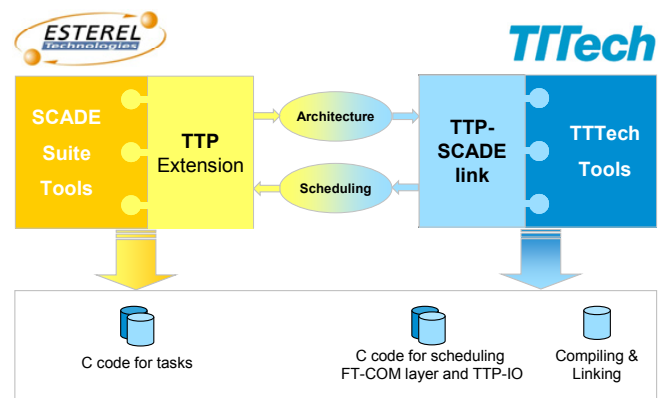 ESTEREL
Technologies
TTTech
SCADE
Suite
Tools
TTP
Extension
Architecture
Scheduling
TTP-
SCADE
link
TTTech
Tools
C code for tasks
C code for scheduling
FT-COM layer and TTP-IO
Compiling &
Linking